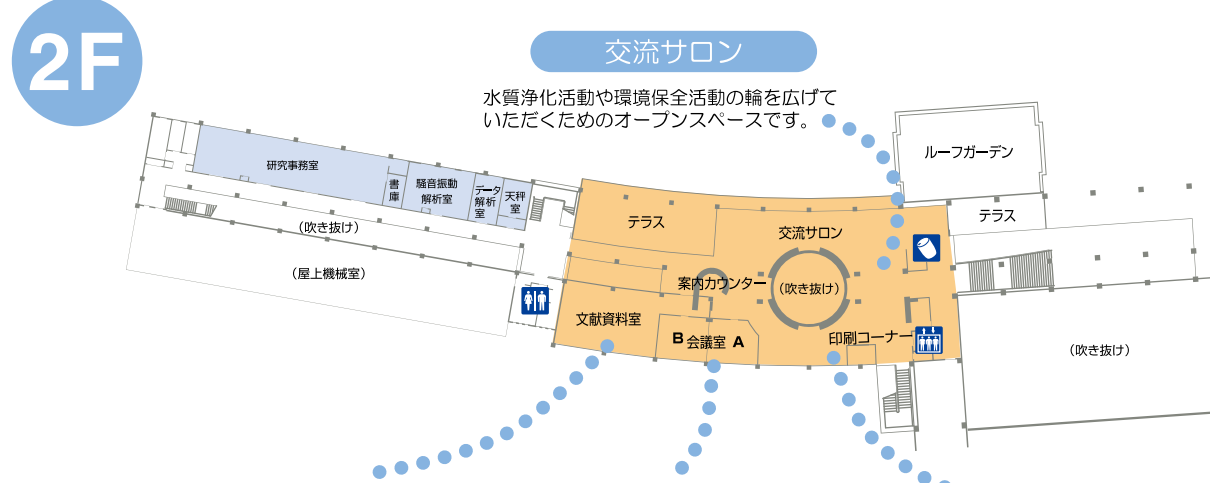 2F
交流サロン
水質浄化活動や環境保全活動の輪を広げて
いただくためのオープンスペースです。
ルーフガーデン
研究事務室
書
庫
騒音振動
解析室
データ
解析
室
天秤
室
テラス
テラス
(吹き抜け)
交流サロン
(屋上機械室)
案内カウンター
(吹き抜け)
文献資料室
B 会議室 A
印刷コーナー
(吹き抜け)